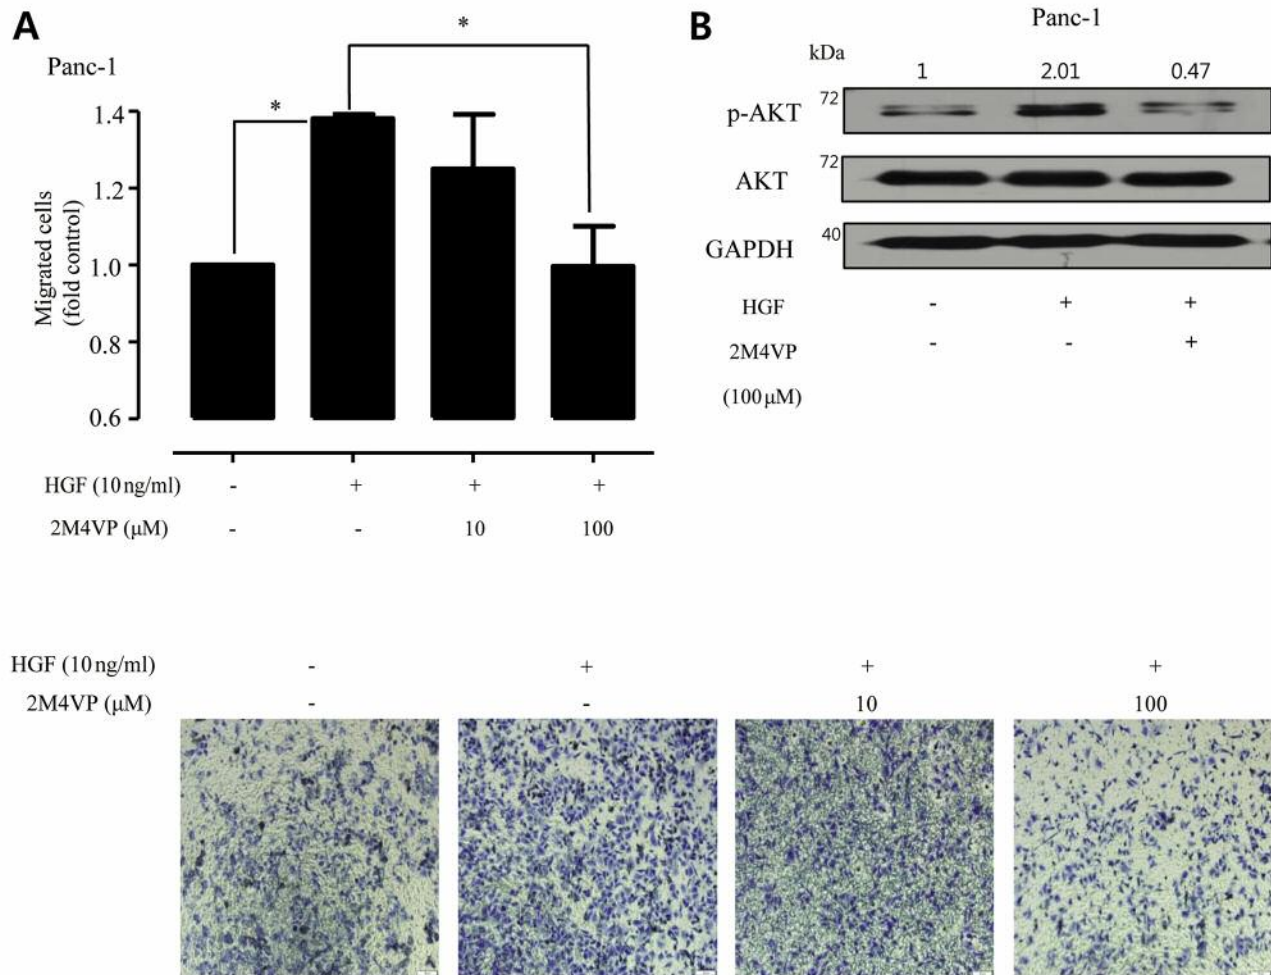 A
Panc-1
*
*
Migrated cells
(fold control)
1.4
1.2
1.0
0.8
0.6
HGF (10 ng/ml) - + + +
2M4VP (μM) - - 10 100
B
Panc-1
kDa
1 2.01 0.47
p-AKT 72
AKT 72
GAPDH 40
HGF - + +
2M4VP - - +
(100 μM)
HGF (10 ng/ml) - + + +
2M4VP (μM) - - 10 100